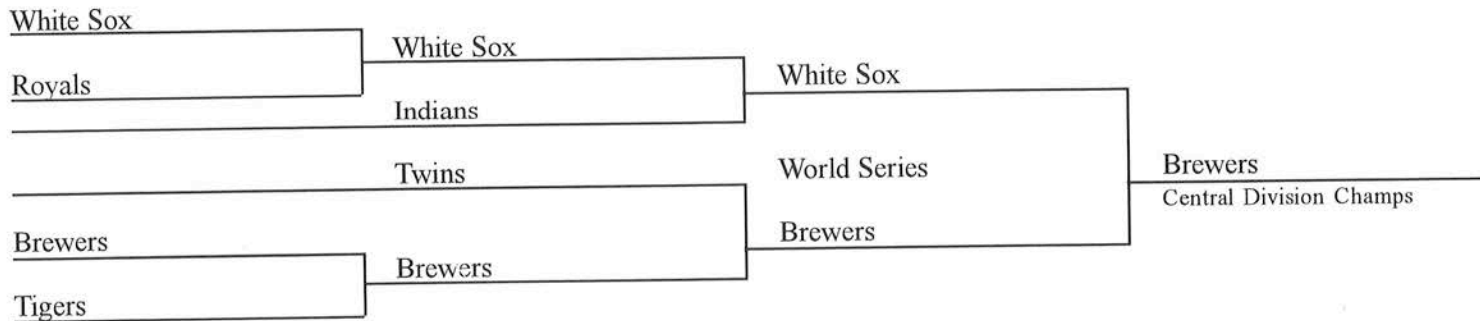 White Sox
Royals
White Sox
Indians
White Sox
Twins
World Series
Brewers
Central Division Champs
Brewers
Brewers
Brewers
Tigers